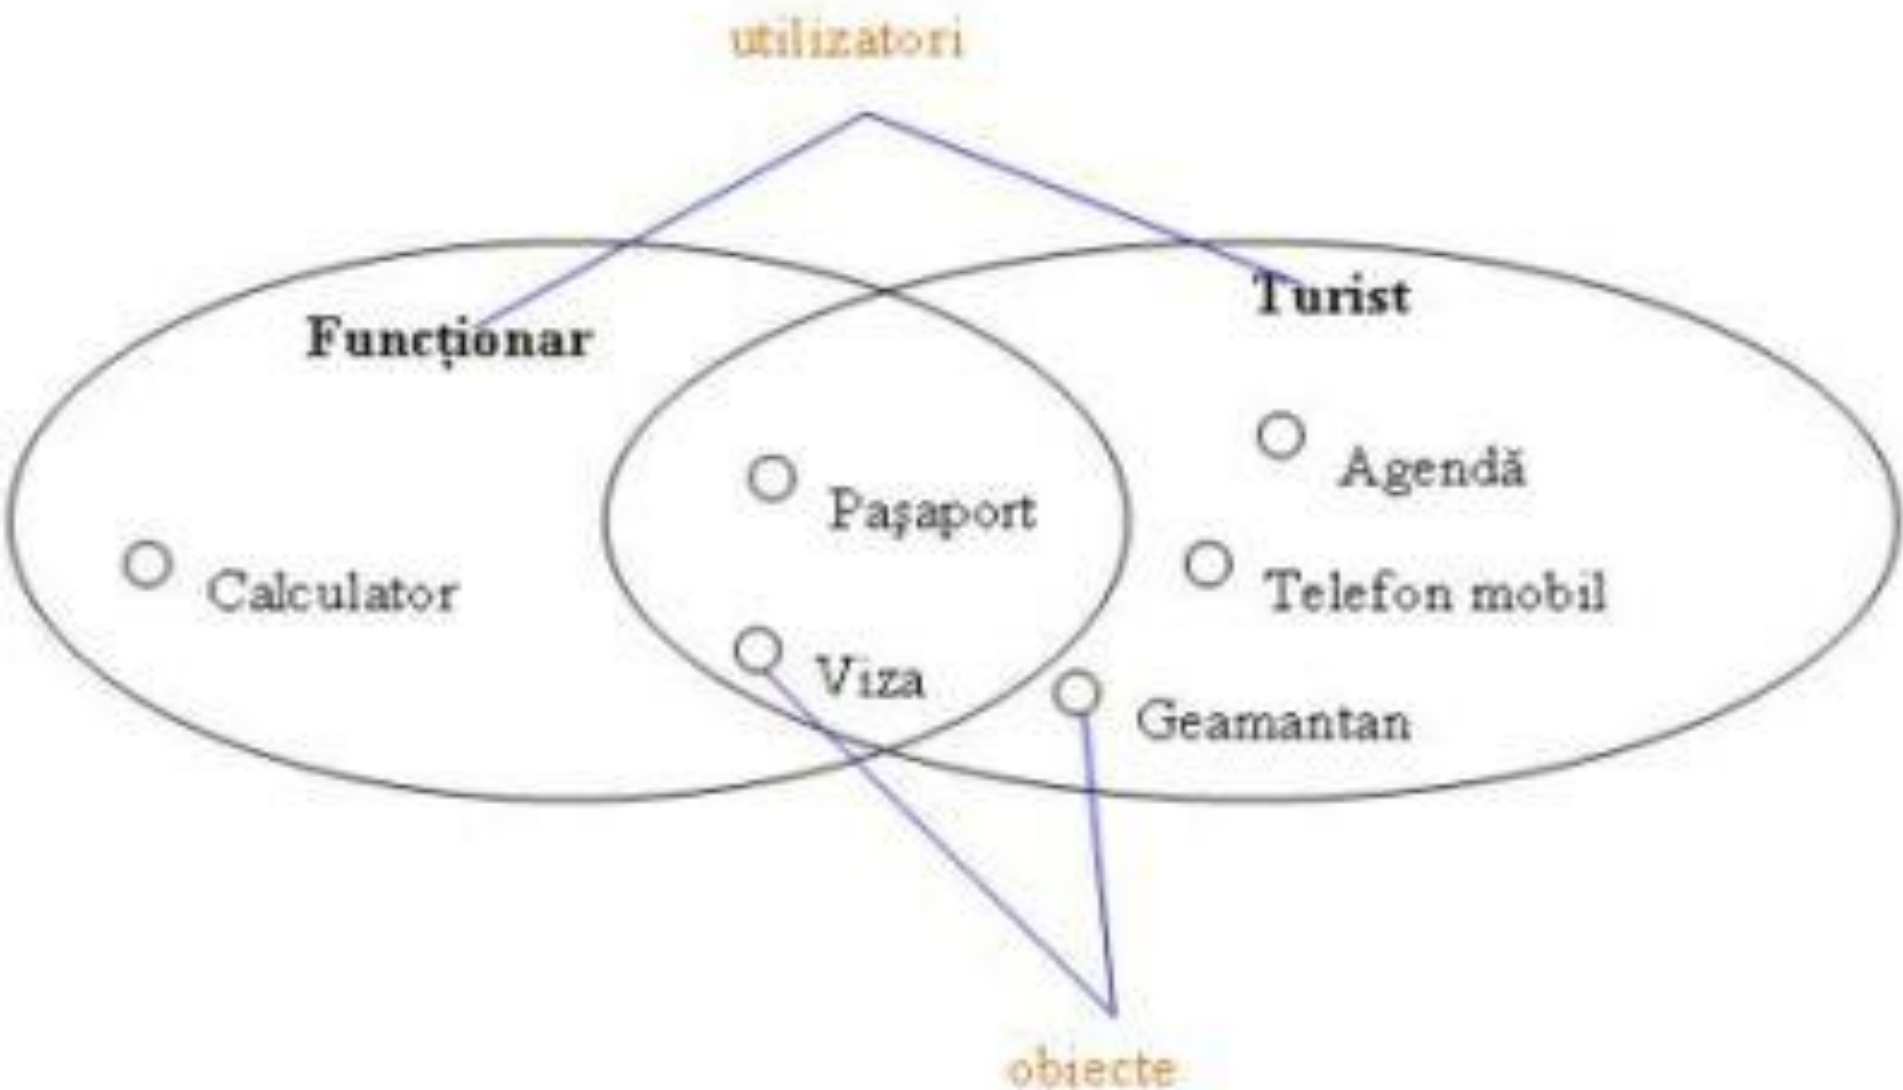 utilizatori
Turist
Funcționar
Agendă
Pașaport
Calculator
Telefon mobil
Viza
Geamantan
obiecte